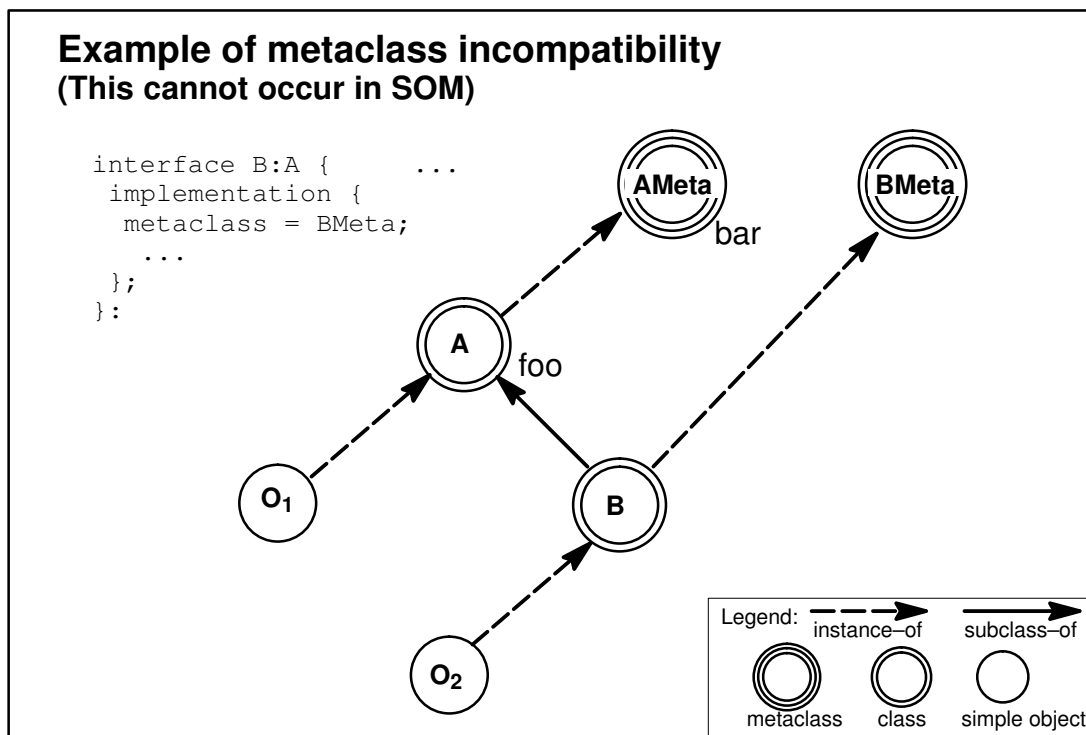 Example of metaclass incompatibility
(This cannot occur in SOM)
interface B:A {     ...
implementation {
metaclass = BMeta;
...
};
}:
AMeta
BMeta
bar
A
foo
O1
B
O2
Legend:
instance–of
subclass–of
metaclass
class
simple object